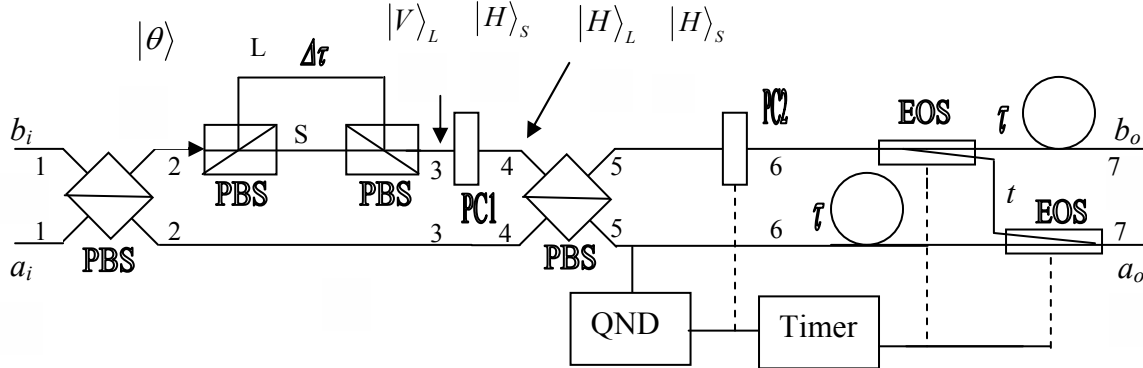 |θ⟩ L Δτ |V⟩_L |H⟩_S |H⟩_L |H⟩_S
b_i 1 2 S 3 4 5 PC2 6 EOS τ b_o 7
PBS PBS PC1 τ t EOS
a_i 1 2 3 4 5 6 7 a_o
PBS PBS
QND Timer